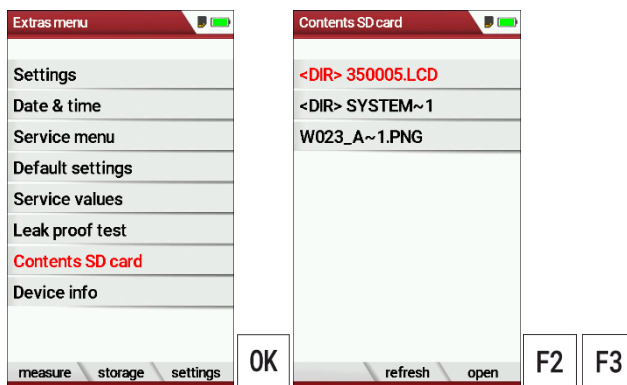 Extras menu
Settings
Date & time
Service menu
Default settings
Service values
Leak proof test
Contents SD card
Device info
measure storage settings
OK
Contents SD card
<DIR> 350005.LCD
<DIR> SYSTEM~1
W023_A~1.PNG
refresh open
F2 F3